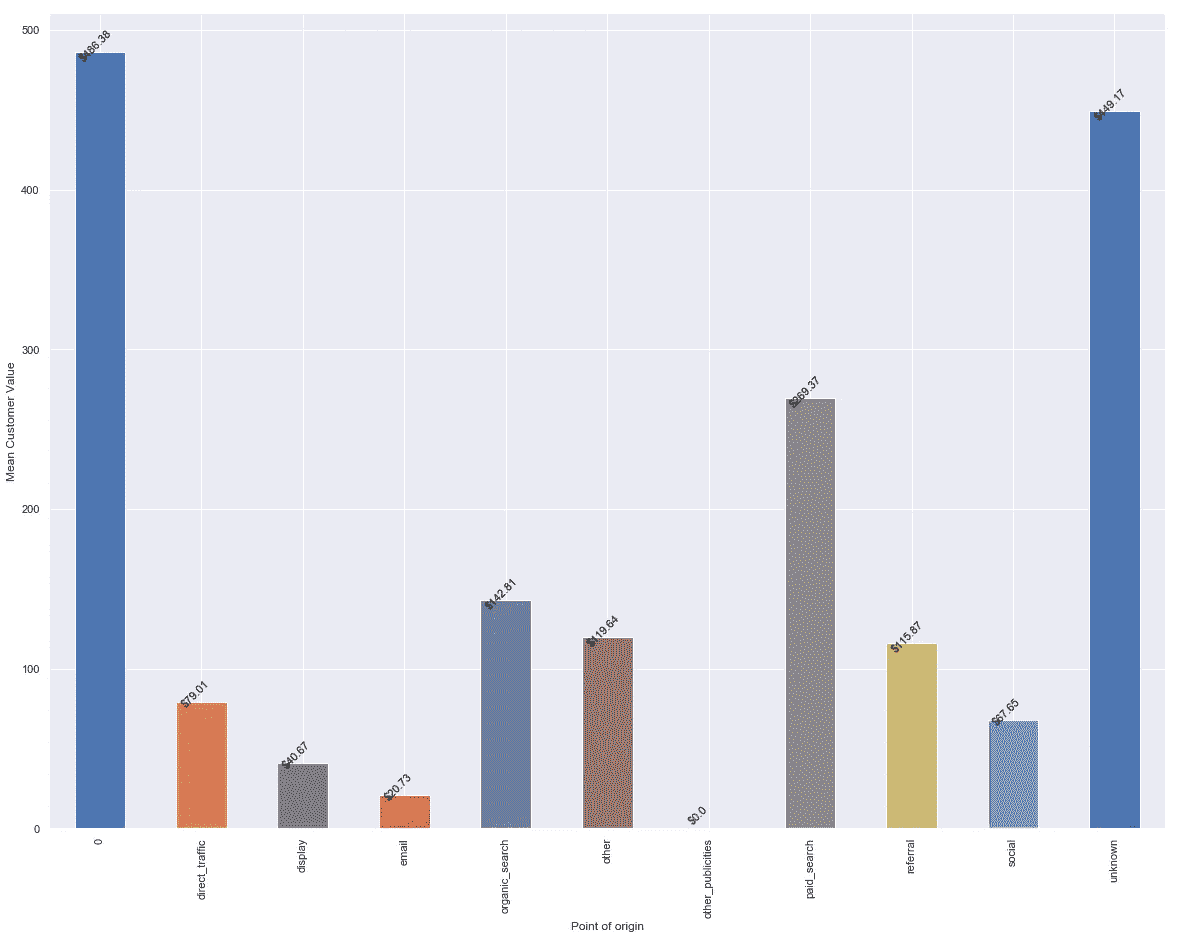 500
400
300
200
100
0
Mean Customer Value
$486.38
$79.01
$40.67
$20.73
$142.81
$119.64
$0.0
$269.37
$115.87
$67.65
$449.17
0
direct_traffic
display
email
organic_search
other
other_publicities
paid_search
referral
social
unknown
Point of origin